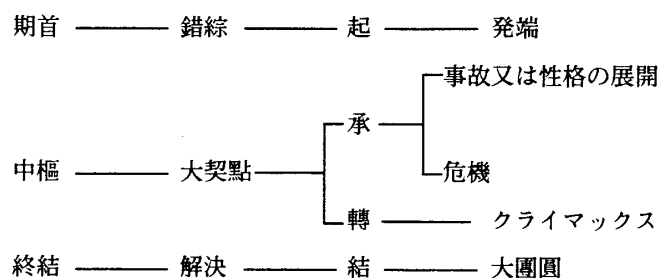 期首 錯綜 起 発端
事故又は性格の展開
承
中樞 大契點 危機
轉 クライマックス
終結 解決 結 大團圓